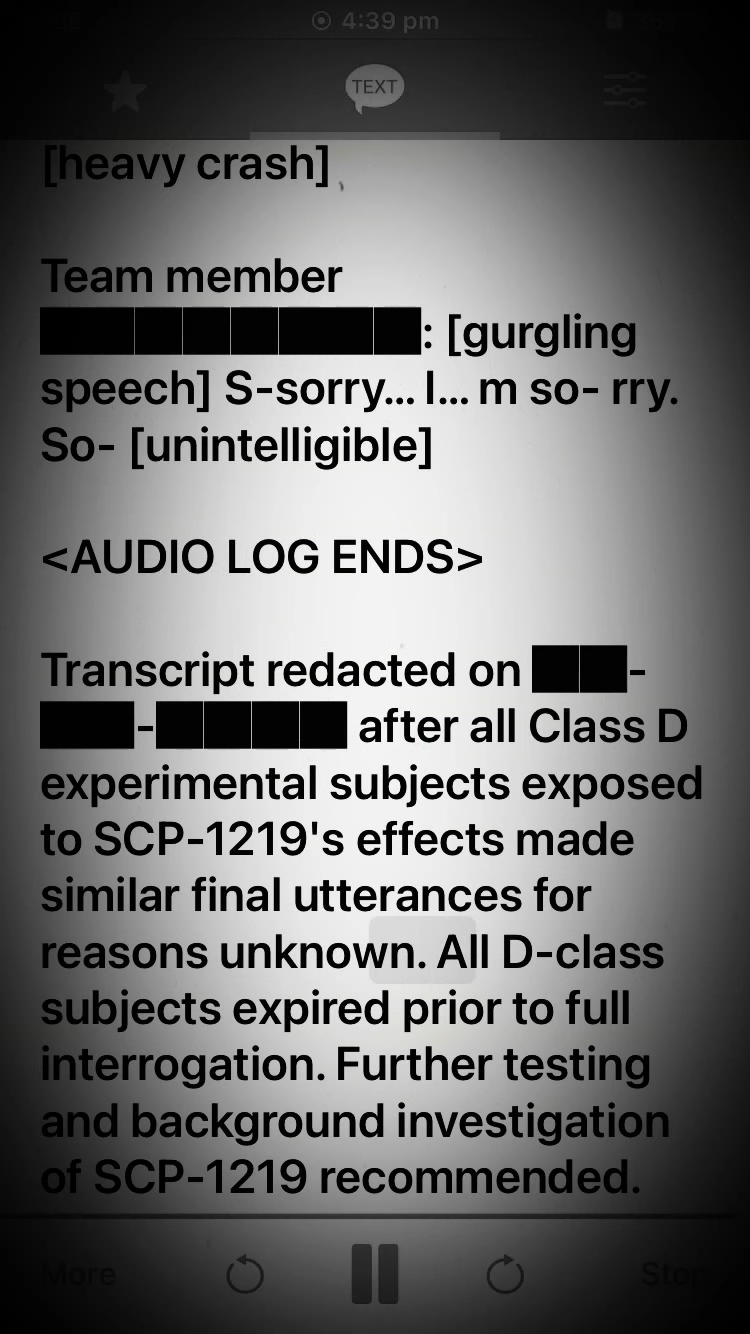 4:39 pm
TEXT
[heavy crash]
Team member
████████: [gurgling
speech] S-sorry... I... m so- rry.
So- [unintelligible]
<AUDIO LOG ENDS>
Transcript redacted on ██-
██-████ after all Class D
experimental subjects exposed
to SCP-1219's effects made
similar final utterances for
reasons unknown. All D-class
subjects expired prior to full
interrogation. Further testing
and background investigation
of SCP-1219 recommended.
More
Stop